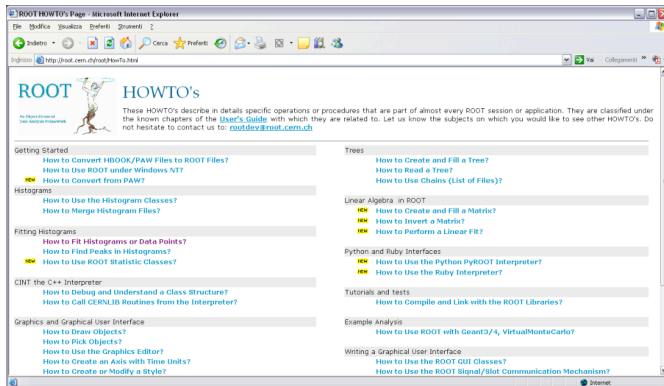 ROOT HOWTO's Page - Microsoft Internet Explorer
File Modifica Visualizza Preferiti Strumenti ?
Indietro Cerca Preferiti
Indirizzo http://root.cern.ch/root/HowTo.html Vai Collegamenti »
ROOT
An Object-Oriented
Data Analysis Framework
HOWTO's
These HOWTO's describe in details specific operations or procedures that are part of almost every ROOT session or application. They are classified under
the known chapters of the User's Guide with which they are related to. Let us know the subjects on which you would like to see other HOWTO's. Do
not hesitate to contact us to: rootdev@root.cern.ch
Getting Started
How to Convert HBOOK/PAW Files to ROOT Files?
How to Use ROOT under Windows NT?
NEW How to Convert from PAW?
Histograms
How to Use the Histogram Classes?
How to Merge Histogram Files?
Fitting Histograms
How to Fit Histograms or Data Points?
How to Find Peaks in Histograms?
NEW How to Use ROOT Statistic Classes?
CINT the C++ Interpreter
How to Debug and Understand a Class Structure?
How to Call CERNLIB Routines from the Interpreter?
Graphics and Graphical User Interface
How to Draw Objects?
How to Pick Objects?
How to Use the Graphics Editor?
How to Create an Axis with Time Units?
How to Create or Modify a Style?
Trees
How to Create and Fill a Tree?
How to Read a Tree?
How to Use Chains (List of Files)?
Linear Algebra in ROOT
NEW How to Create and Fill a Matrix?
NEW How to Invert a Matrix?
NEW How to Perform a Linear Fit?
Python and Ruby Interfaces
NEW How to Use the Python PyROOT Interpreter?
NEW How to Use the Ruby Interpreter?
Tutorials and tests
How to Compile and Link with the ROOT Libraries?
Example Analysis
How to Use ROOT with Geant3/4, VirtualMonteCarlo?
Writing a Graphical User Interface
How to Use the ROOT GUI Classes?
How to Use the ROOT Signal/Slot Communication Mechanism?
Internet